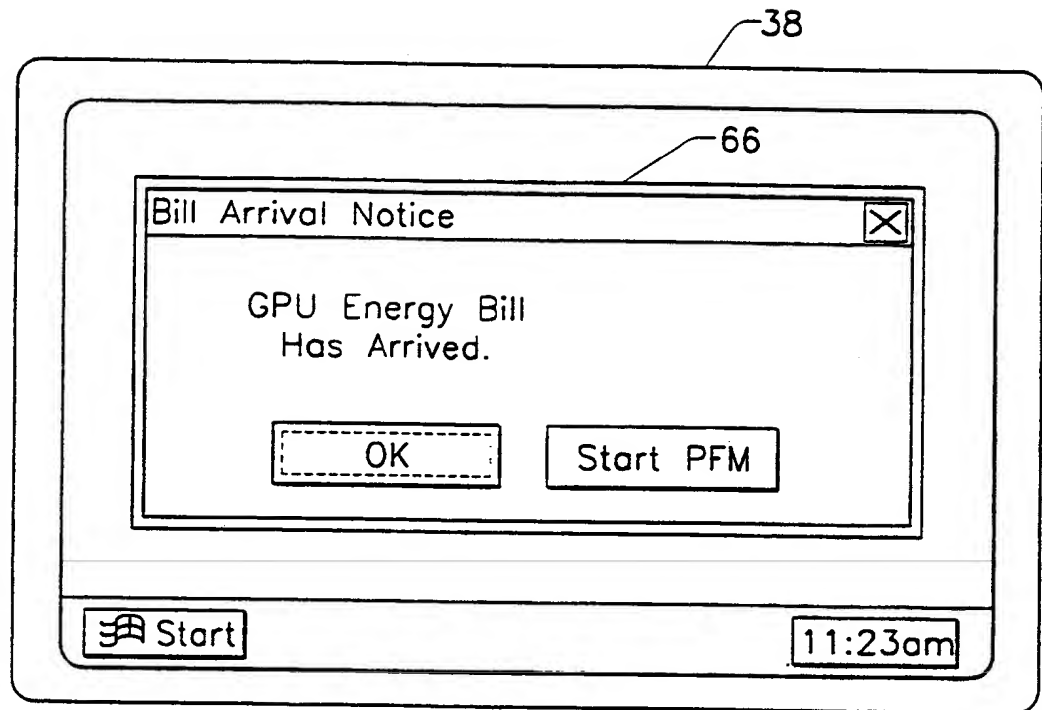 38
66
Bill Arrival Notice
GPU Energy Bill
Has Arrived.
OK
Start PFM
Start
11:23am